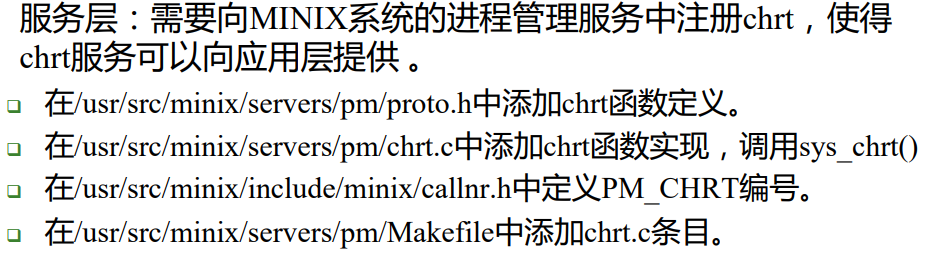 服务层：需要向MINIX系统的进程管理服务中注册chrt，使得
chrt服务可以向应用层提供 。
在/usr/src/minix/servers/pm/proto.h中添加chrt函数定义。
在/usr/src/minix/servers/pm/chrt.c中添加chrt函数实现，调用sys_chrt()
在/usr/src/minix/include/minix/callnr.h中定义PM_CHRT编号。
在/usr/src/minix/servers/pm/Makefile中添加chrt.c条目。